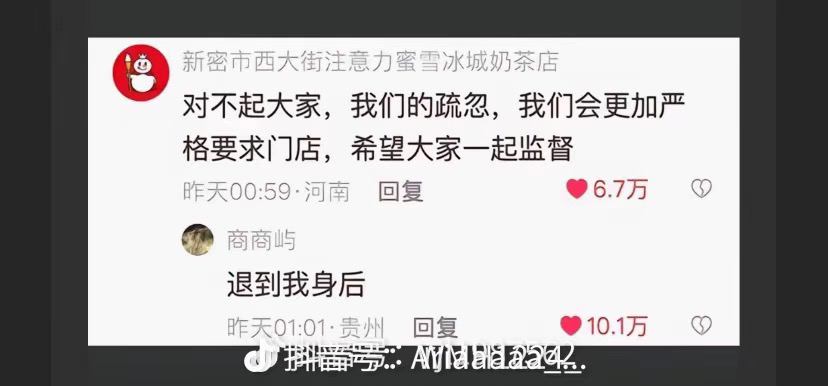 新密市西大街注意力蜜雪冰城奶茶店
对不起大家，我们的疏忽，我们会更加严
格要求门店，希望大家一起监督
昨天00:59·河南 回复 6.7万
商商屿
退到我身后
昨天01:01·贵州 回复 10.1万
抖音号：